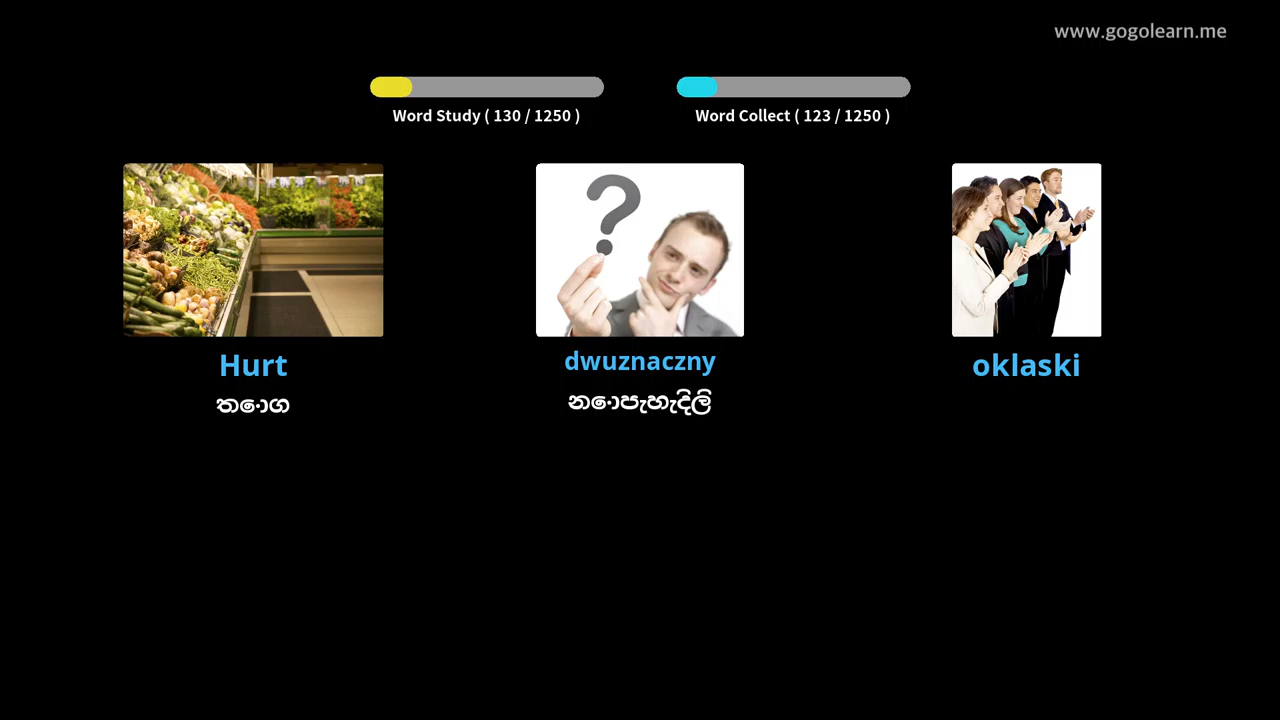 www.gogolearn.me
Word Study ( 130 / 1250 )
Word Collect ( 123 / 1250 )
Hurt
dwuznaczny
oklaski
තොග
නොපැහැදිලි